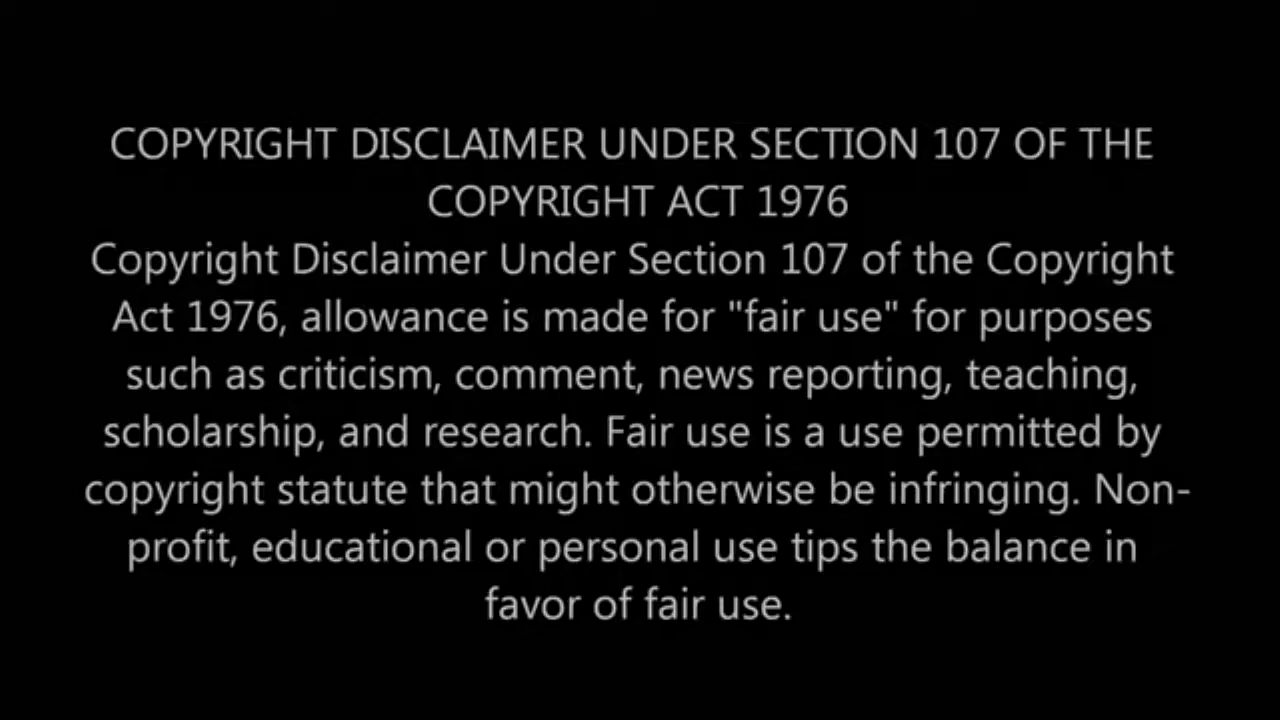 COPYRIGHT DISCLAIMER UNDER SECTION 107 OF THE
COPYRIGHT ACT 1976
Copyright Disclaimer Under Section 107 of the Copyright
Act 1976, allowance is made for "fair use" for purposes
such as criticism, comment, news reporting, teaching,
scholarship, and research. Fair use is a use permitted by
copyright statute that might otherwise be infringing. Non-
profit, educational or personal use tips the balance in
favor of fair use.